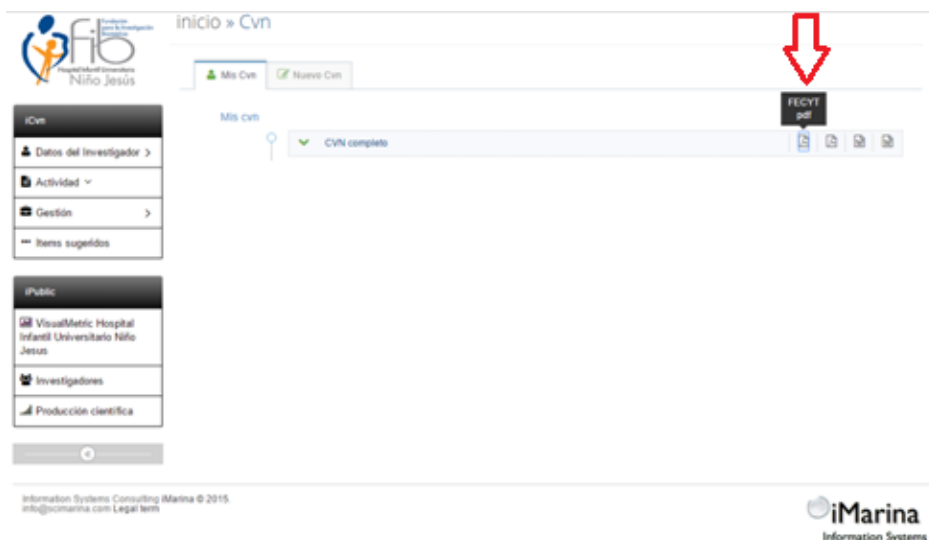 inicio » Cvn
fib
Fundación
para la Investigación
Biomédica
Hospital Infantil Universitario
Niño Jesús
Mis Cvn
Nuevo Cvn
FECYT
pdf
Mis cvn
CVN completo
iCvn
Datos del Investigador
Actividad
Gestión
Items sugeridos
iPublic
VisualMetric Hospital
Infantil Universitario Niño
Jesus
Investigadores
Producción científica
Information Systems Consulting iMarina © 2015.
info@scimarina.com Legal term
iMarina
Information Systems